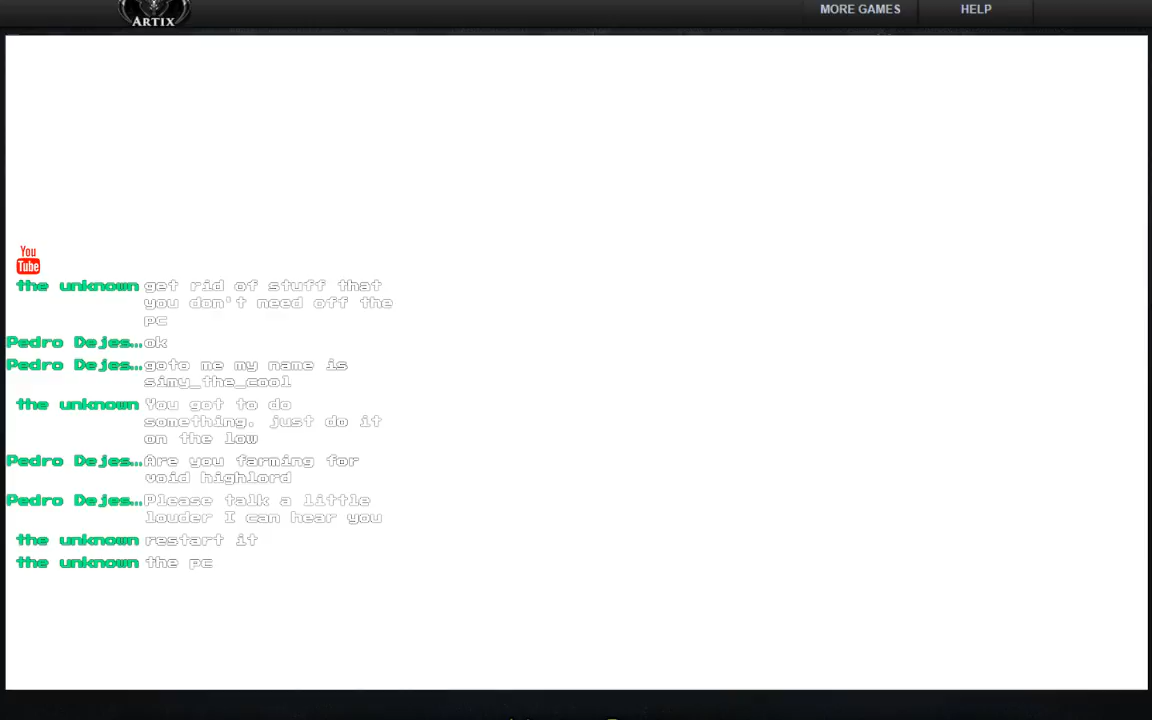 ARTIX
MORE GAMES
HELP
You
Tube
the unknown get rid of stuff that
you don't need off the
pc
Pedro Dejes... ok
Pedro Dejes... goto me my name is
simy_the_cool
the unknown You got to do
something. just do it
on the low
Pedro Dejes... Are you farming for
void highlord
Pedro Dejes... Please talk a little
louder I can hear you
the unknown restart it
the unknown the pc